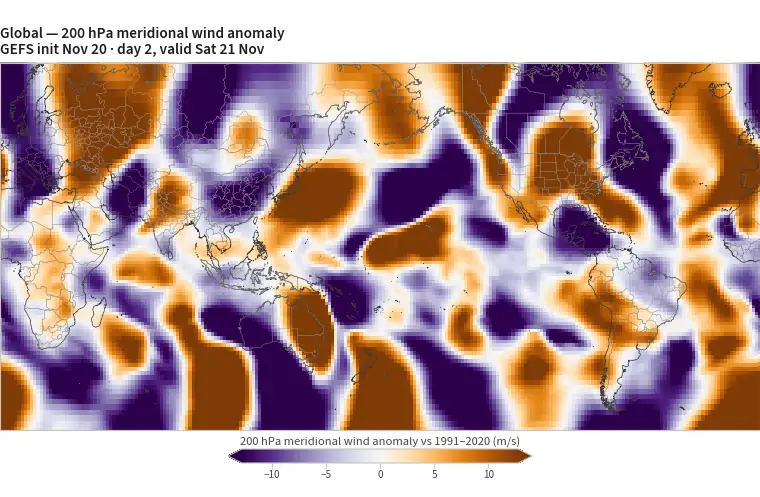 Global — 200 hPa meridional wind anomaly
GEFS init Nov 20 · day 2, valid Sat 21 Nov
200 hPa meridional wind anomaly vs 1991–2020 (m/s)
−10 −5 0 5 10